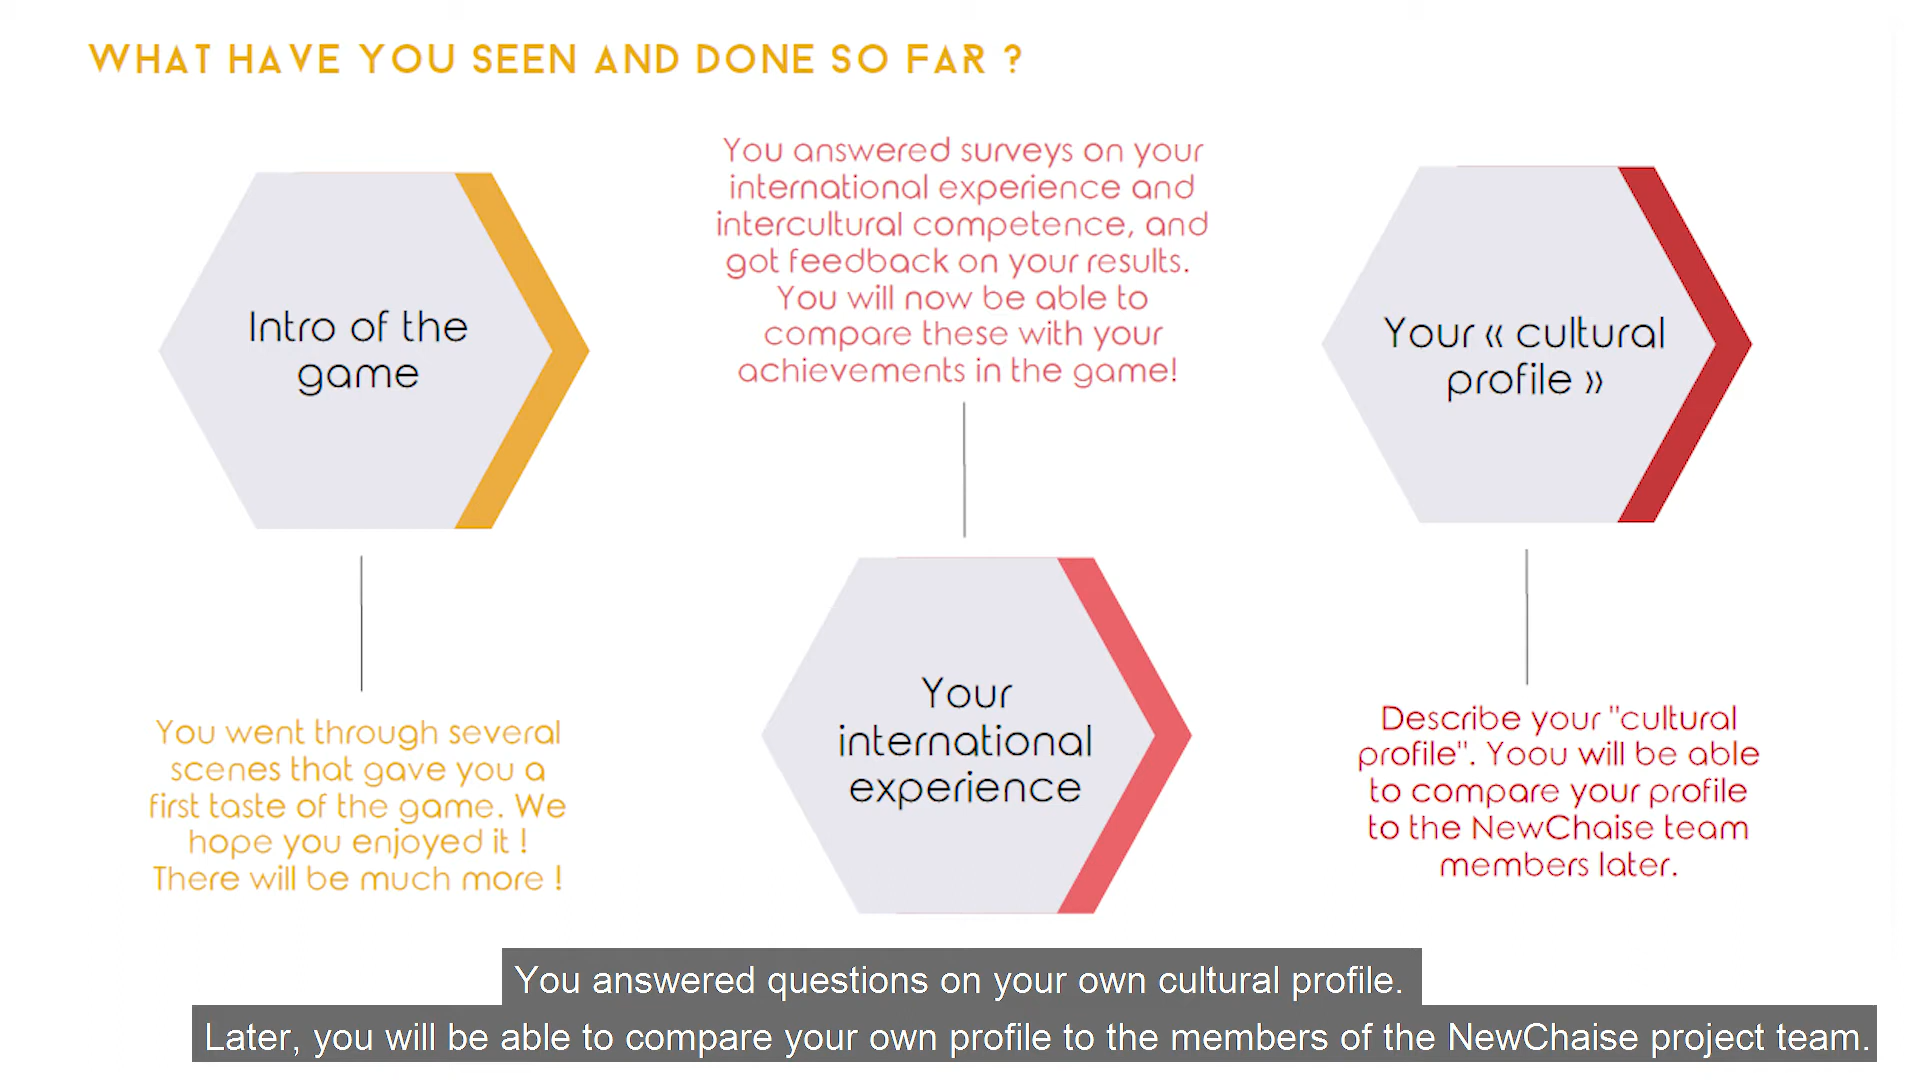 WHAT HAVE YOU SEEN AND DONE SO FAR ?
Intro of the
game
You went through several
scenes that gave you a
first taste of the game. We
hope you enjoyed it !
There will be much more !
You answered surveys on your
international experience and
intercultural competence, and
got feedback on your results.
You will now be able to
compare these with your
achievements in the game!
Your
international
experience
Your « cultural
profile »
Describe your "cultural
profile". Yoou will be able
to compare your profile
to the NewChaise team
members later.
You answered questions on your own cultural profile.
Later, you will be able to compare your own profile to the members of the NewChaise project team.